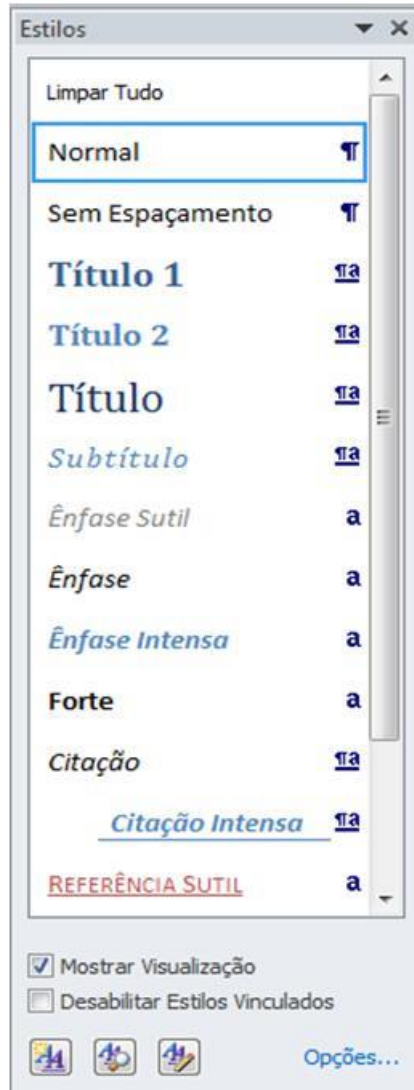 Estilos
Limpar Tudo
Normal ¶
Sem Espaçamento ¶
Título 1 ¶a
Título 2 ¶a
Título ¶a
Subtítulo ¶a
Ênfase Sutil a
Ênfase a
Ênfase Intensa a
Forte a
Citação ¶a
Citação Intensa ¶a
REFERÊNCIA SUTIL a
Mostrar Visualização
Desabilitar Estilos Vinculados
Opções...